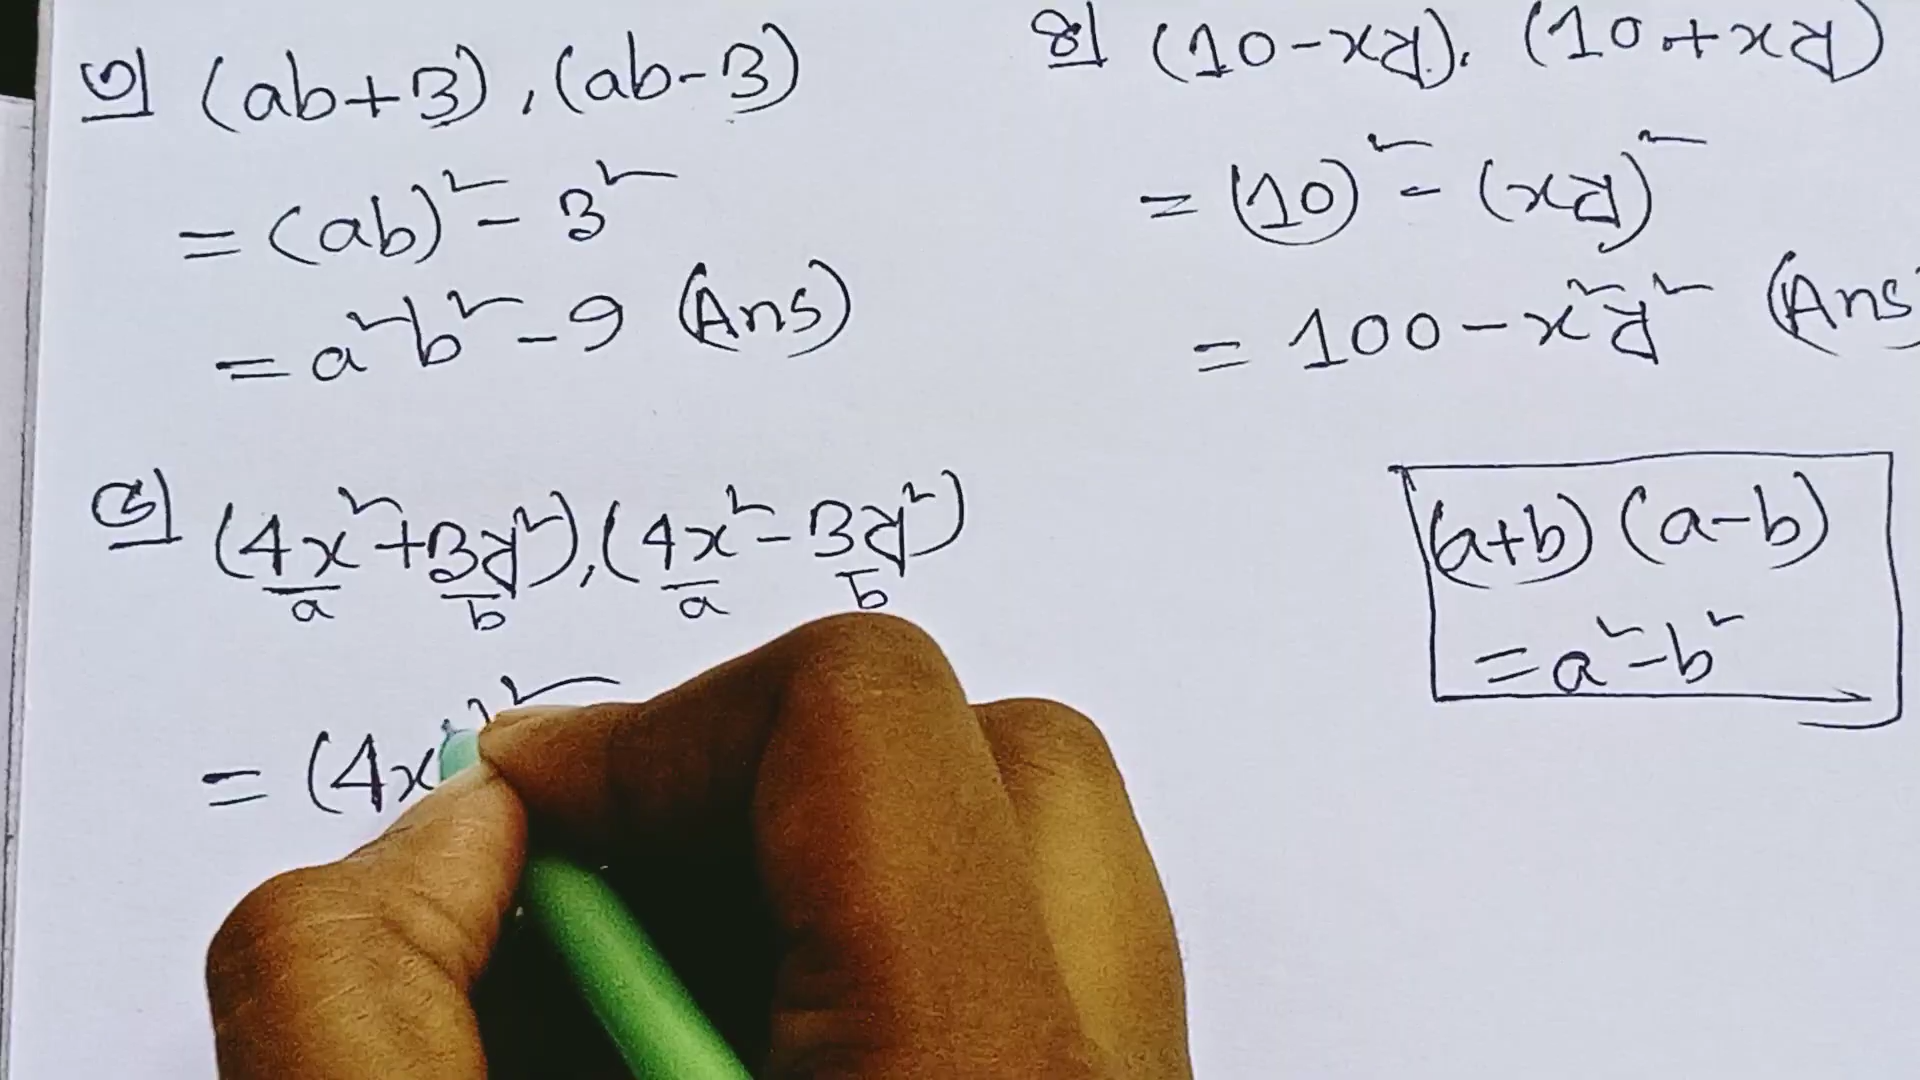 ৩| (ab+3), (ab-3)
= (ab)² - 3²
= a²b² - 9 (Ans)
৪| (10-xy). (10+xy)
= (10)² - (xy)²
= 100 - x²y² (Ans
৫| (4x²+3y²), (4x²-3y²)
a b a b
= (4x )²
(a+b) (a-b)
= a²-b²